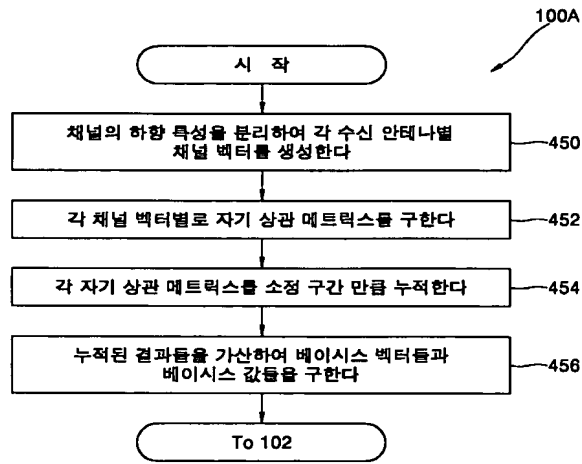 100A
시 작
채널의 하향 특성을 분리하여 각 수신 안테나별
채널 벡터를 생성한다
450
각 채널 벡터별로 자기 상관 메트릭스를 구한다
452
각 자기 상관 메트릭스를 소정 구간 만큼 누적한다
454
누적된 결과들을 가산하여 베이시스 벡터들과
베이시스 값들을 구한다
456
To 102